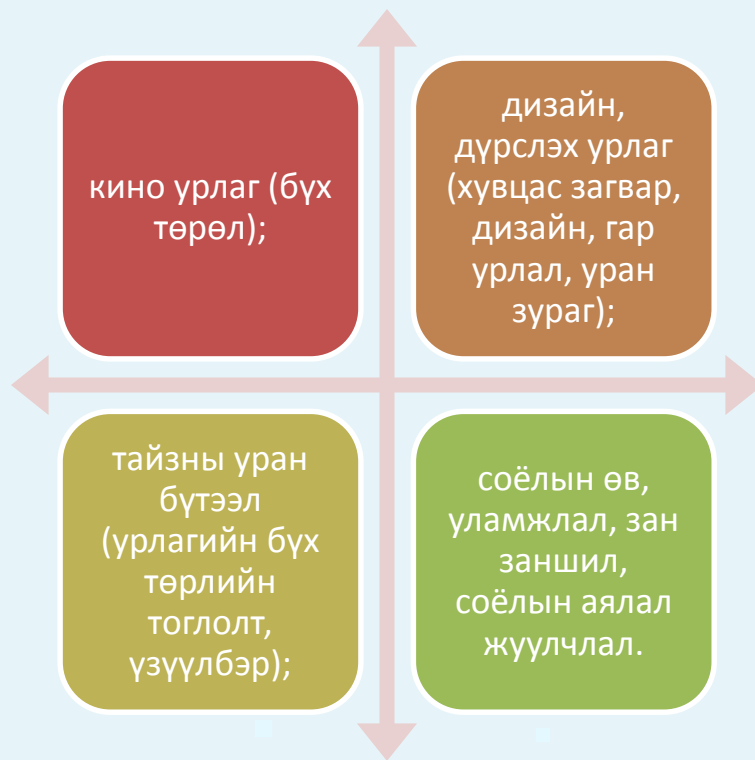 кино урлаг (бүх
төрөл);
дизайн,
дүрслэх урлаг
(хувцас загвар,
дизайн, гар
урлал, уран
зураг);
тайзны уран
бүтээл
(урлагийн бүх
төрлийн
тоглолт,
үзүүлбэр);
соёлын өв,
уламжлал, зан
заншил,
соёлын аялал
жуулчлал.